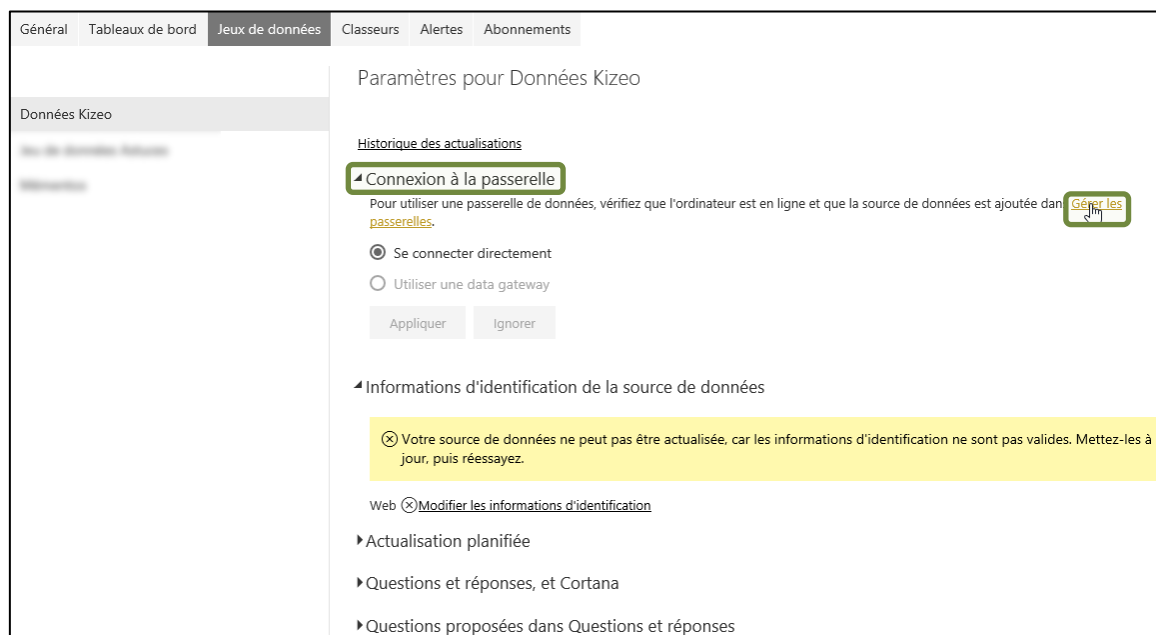 Général Tableaux de bord Jeux de données Classeurs Alertes Abonnements
Paramètres pour Données Kizeo
Données Kizeo
Historique des actualisations
Connexion à la passerelle
Pour utiliser une passerelle de données, vérifiez que l'ordinateur est en ligne et que la source de données est ajoutée dan Gérer les
passerelles.
Se connecter directement
Utiliser une data gateway
Appliquer Ignorer
Informations d'identification de la source de données
Votre source de données ne peut pas être actualisée, car les informations d'identification ne sont pas valides. Mettez-les à
jour, puis réessayez.
Web Modifier les informations d'identification
Actualisation planifiée
Questions et réponses, et Cortana
Questions proposées dans Questions et réponses